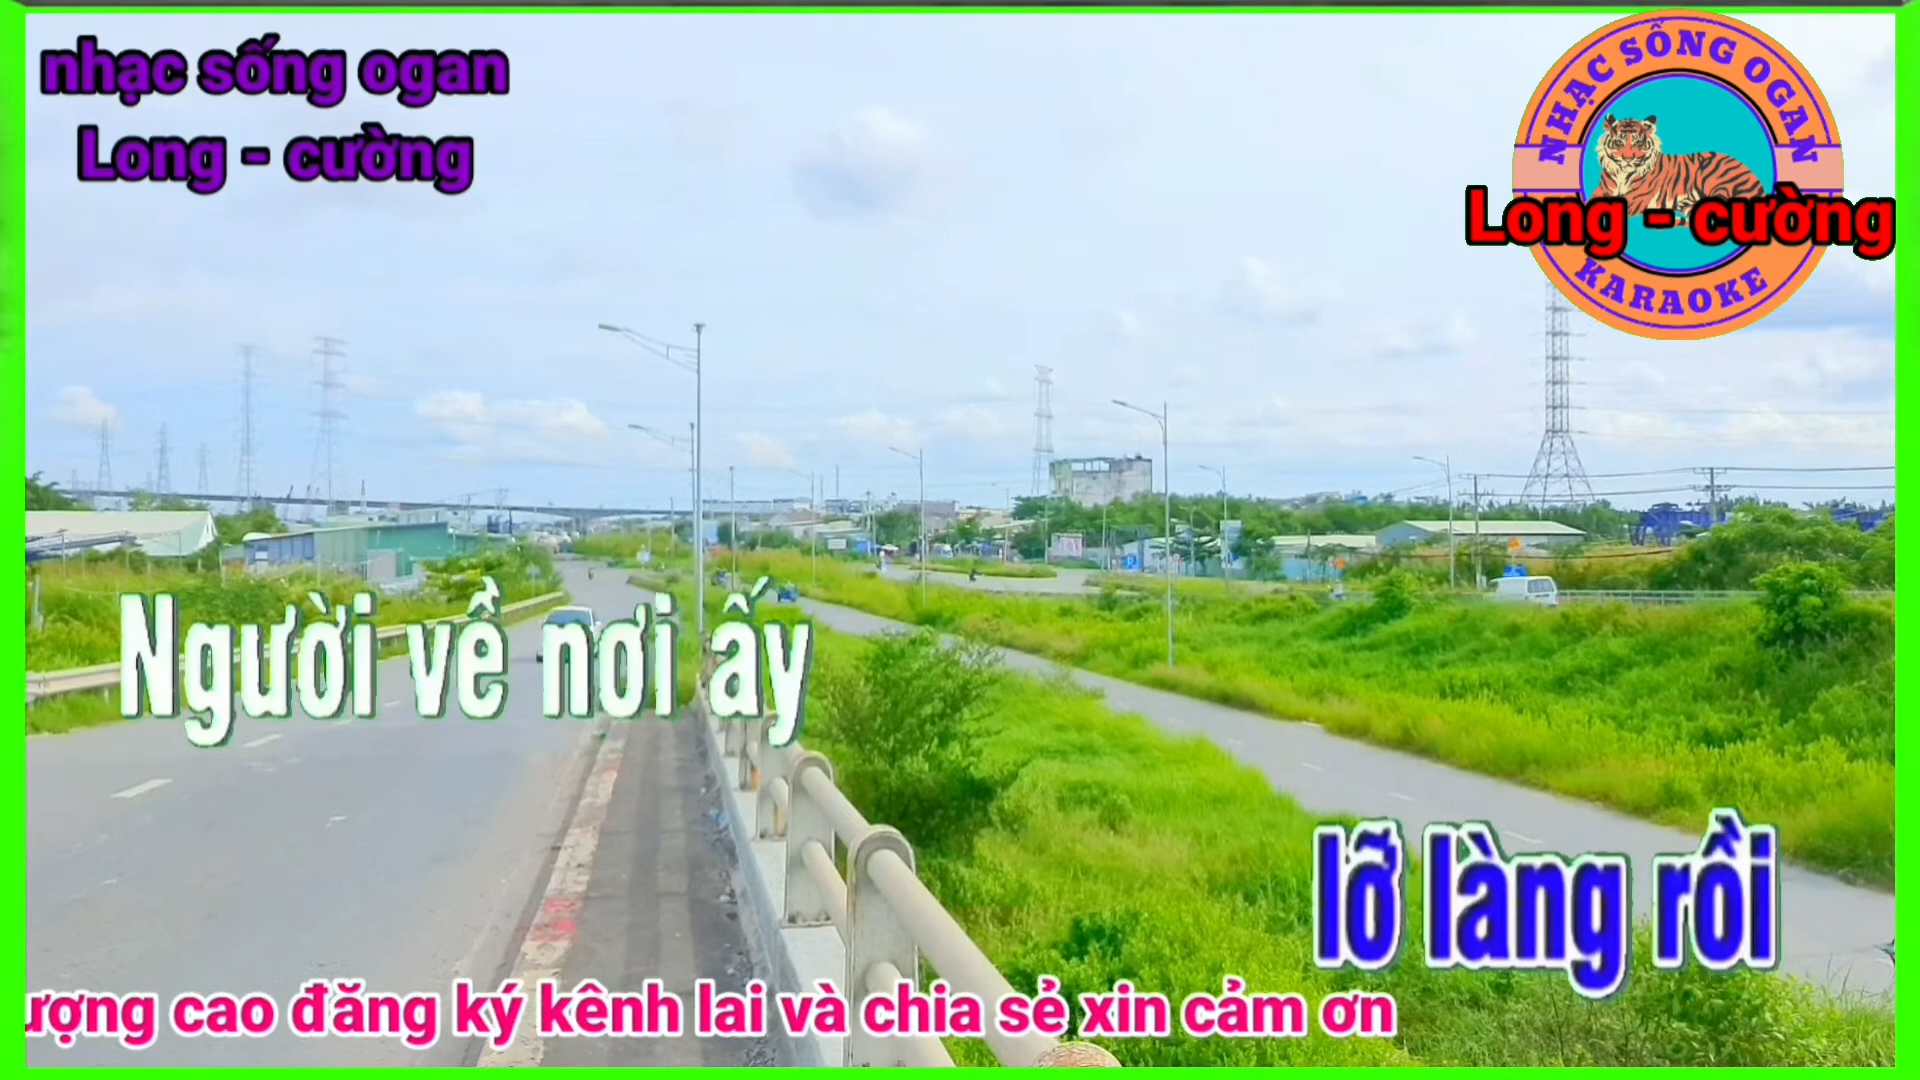 nhạc sống ogan
Long - cường
NHẠC SỐNG OGAN
Long - cường
KARAOKE
Người về nơi ấy
lỡ làng rồi
ượng cao đăng ký kênh lai và chia sẻ xin cảm ơn